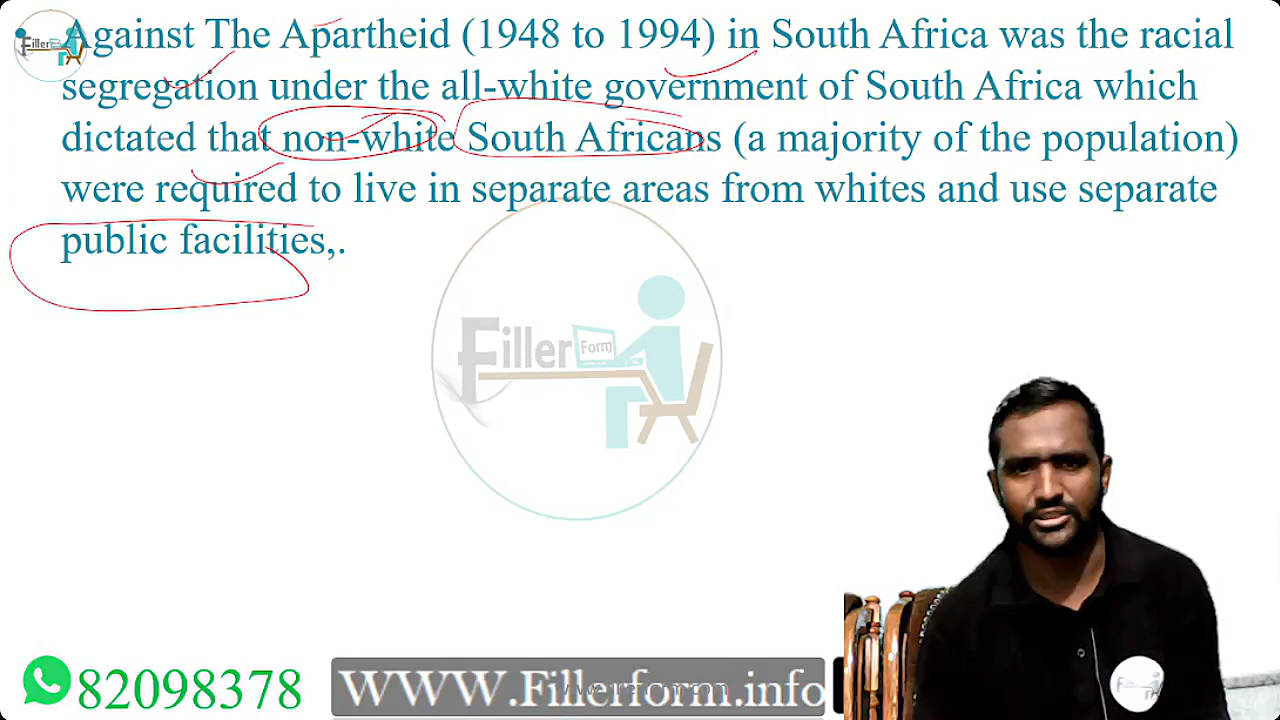 Against The Apartheid (1948 to 1994) in South Africa was the racial
segregation under the all-white government of South Africa which
dictated that non-white South Africans (a majority of the population)
were required to live in separate areas from whites and use separate
public facilities,.
Filler Form
82098378
WWW.Fillerform.info